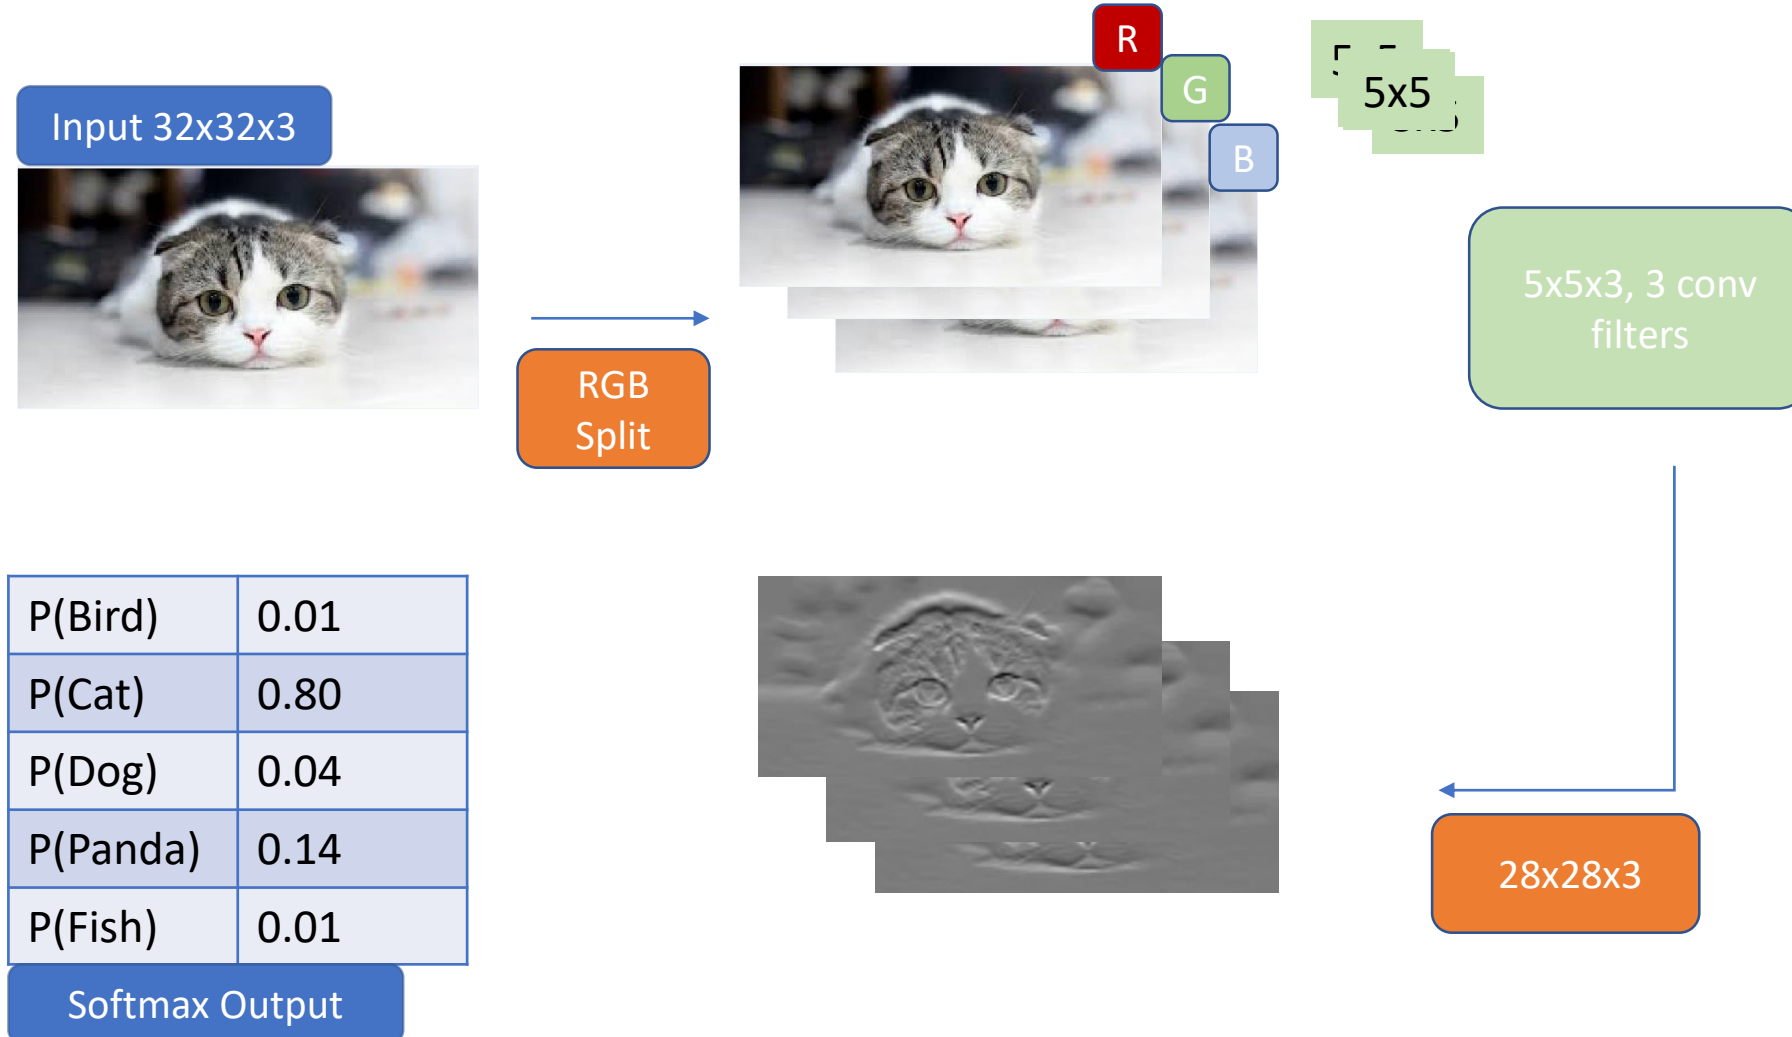 Input 32x32x3
R
G
B
5x5
5x5x3, 3 conv
filters
RGB
Split
28x28x3
P(Bird) 0.01
P(Cat) 0.80
P(Dog) 0.04
P(Panda) 0.14
P(Fish) 0.01
Softmax Output